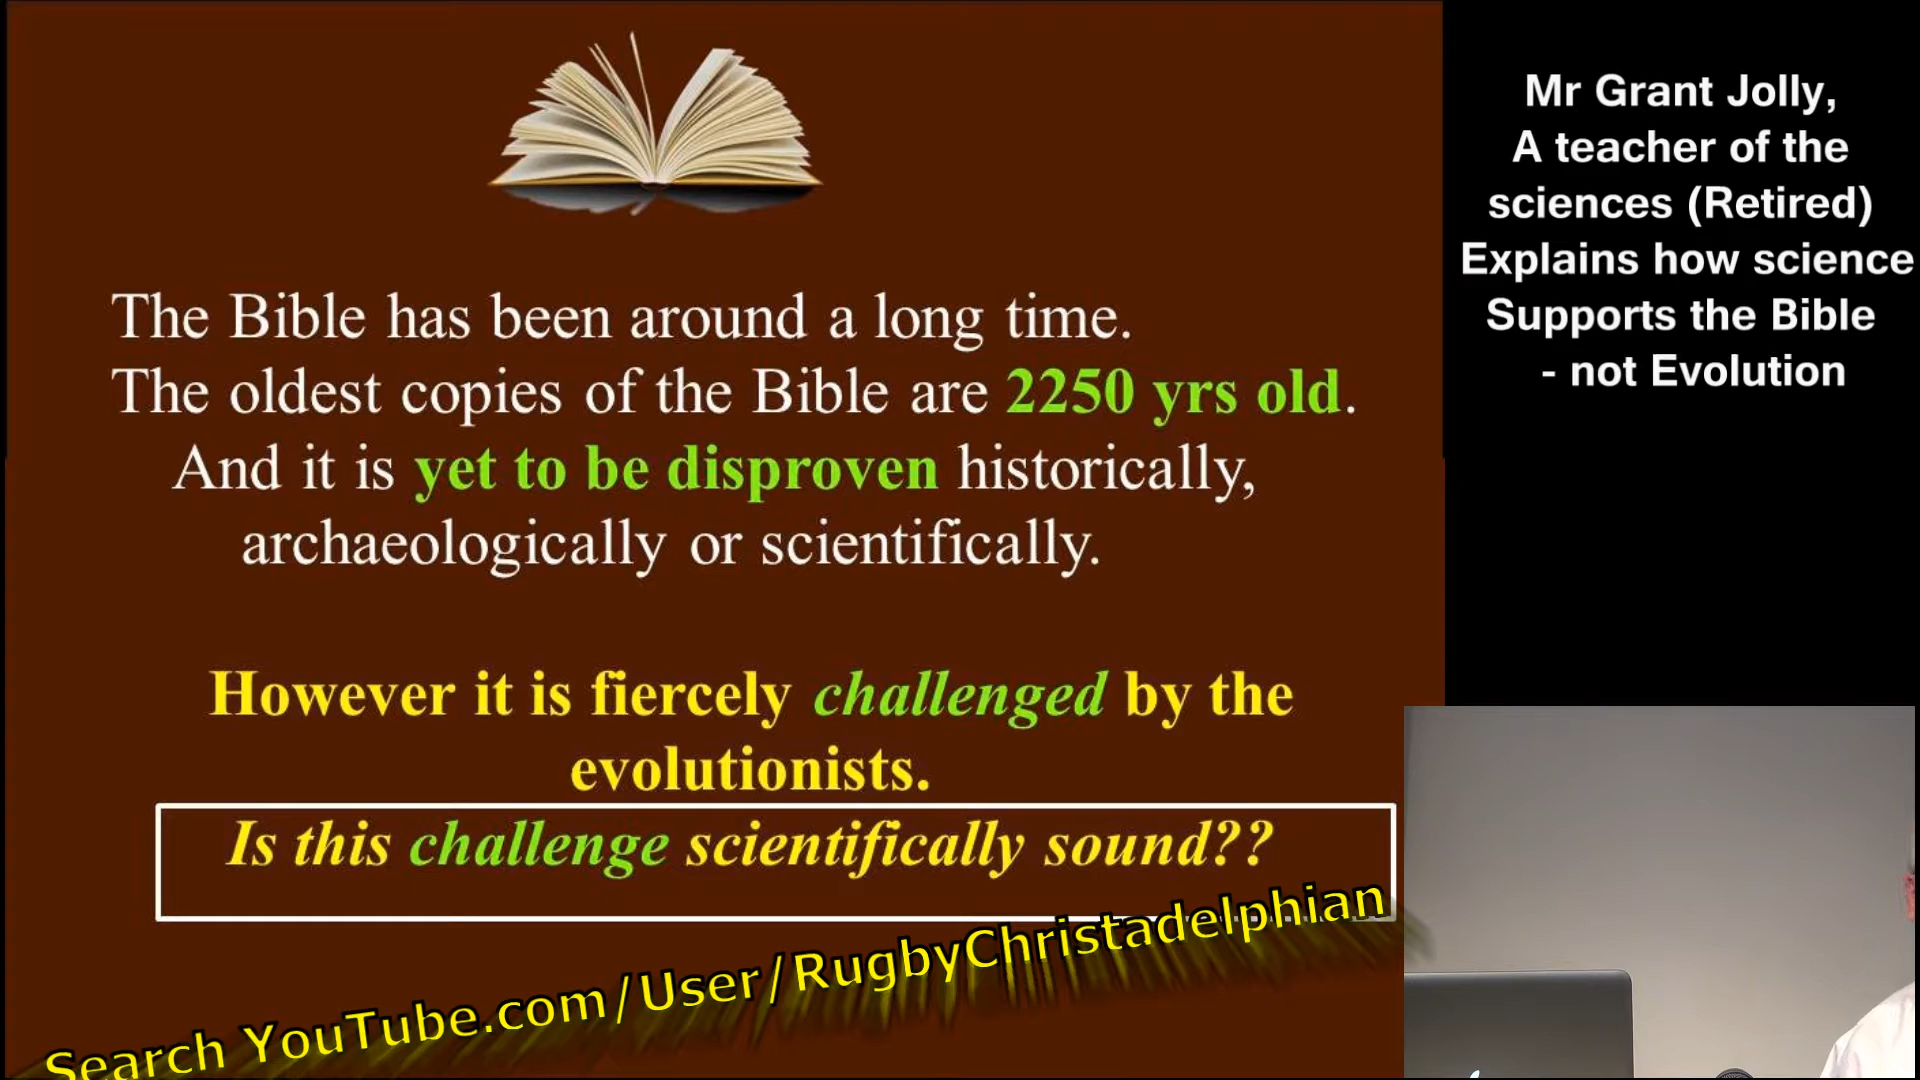 The Bible has been around a long time.
The oldest copies of the Bible are 2250 yrs old.
And it is yet to be disproven historically,
archaeologically or scientifically.
However it is fiercely challenged by the
evolutionists.
Is this challenge scientifically sound??
Search YouTube.com/User/RugbyChristadelphian
Mr Grant Jolly,
A teacher of the
sciences (Retired)
Explains how science
Supports the Bible
- not Evolution